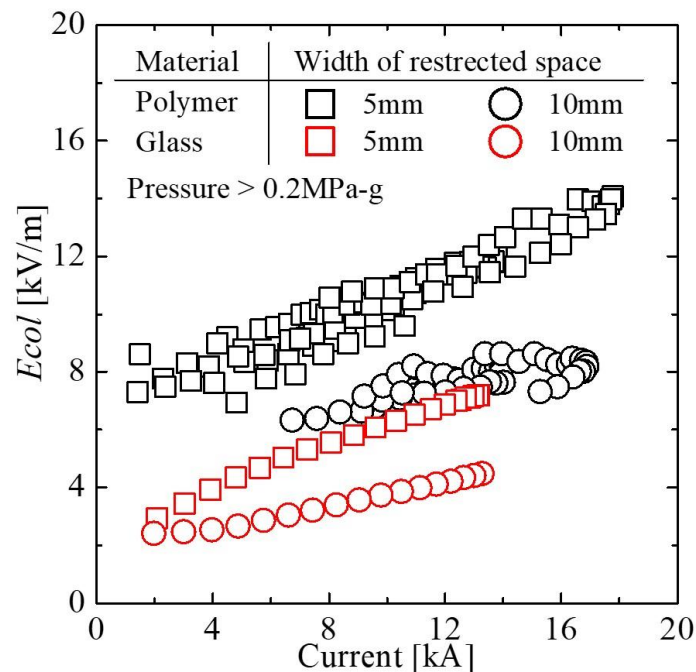 20
16
12
8
4
0
Ecol [kV/m]
Material Width of restrected space
Polymer 5mm 10mm
Glass 5mm 10mm
Pressure > 0.2MPa-g
0 4 8 12 16 20
Current [kA]